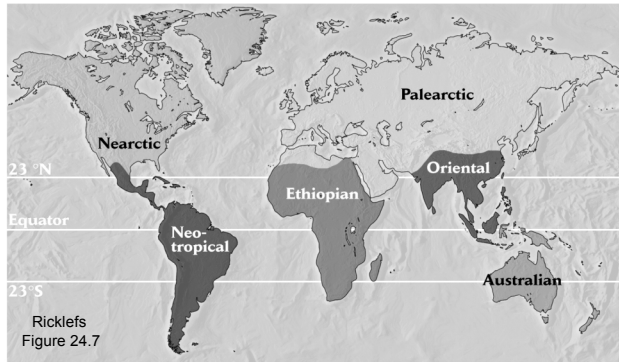 Palearctic
Nearctic
23 °N
Oriental
Ethiopian
Equator
Neo-
tropical
Australian
23°S
Ricklefs
Figure 24.7